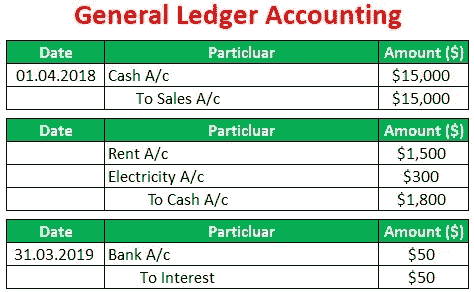 General Ledger Accounting
Date Particluar Amount ($)
01.04.2018 Cash A/c $15,000
To Sales A/c $15,000
Date Particluar Amount ($)
Rent A/c $1,500
Electricity A/c $300
To Cash A/c $1,800
Date Particluar Amount ($)
31.03.2019 Bank A/c $50
To Interest $50